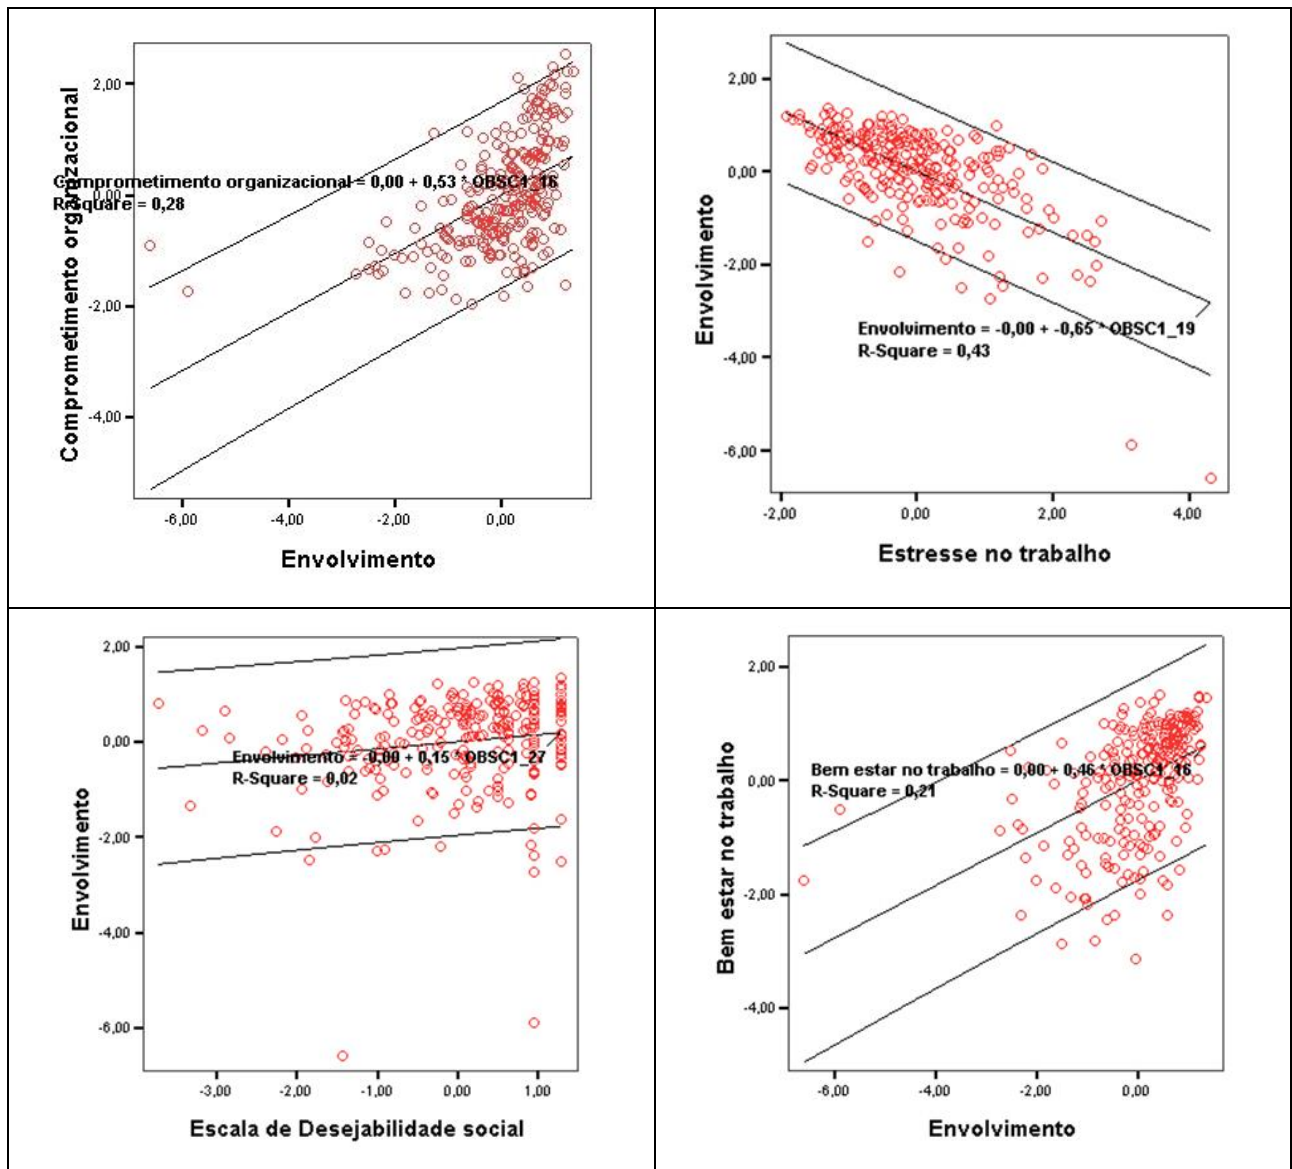 Comprometimento organizacional
2,00
0,00
-2,00
-4,00
Comprometimento organizacional = 0,00 + 0,53 * OBSC1_16
R-Square = 0,28
-6,00
-4,00
-2,00
0,00
Envolvimento
Envolvimento
2,00
0,00
-2,00
-4,00
-6,00
Envolvimento = -0,00 + -0,65 * OBSC1_19
R-Square = 0,43
-2,00
0,00
2,00
4,00
Estresse no trabalho
Envolvimento
2,00
0,00
-2,00
-4,00
-6,00
Envolvimento = -0,00 + 0,15 * OBSC1_27
R-Square = 0,02
-3,00
-2,00
-1,00
0,00
1,00
Escala de Desejabilidade social
Bem estar no trabalho
2,00
0,00
-2,00
-4,00
Bem estar no trabalho = 0,00 + 0,46 * OBSC1_16
R-Square = 0,21
-6,00
-4,00
-2,00
0,00
Envolvimento